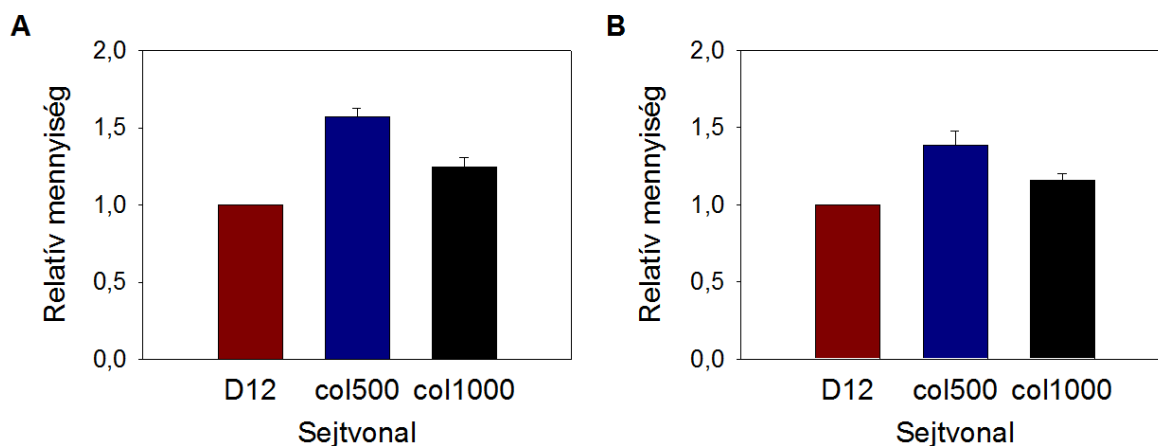 A
Relatív mennyiség
2,0
1,5
1,0
0,5
0,0
D12 col500 col1000
Sejtvonal
B
Relatív mennyiség
2,0
1,5
1,0
0,5
0,0
D12 col500 col1000
Sejtvonal